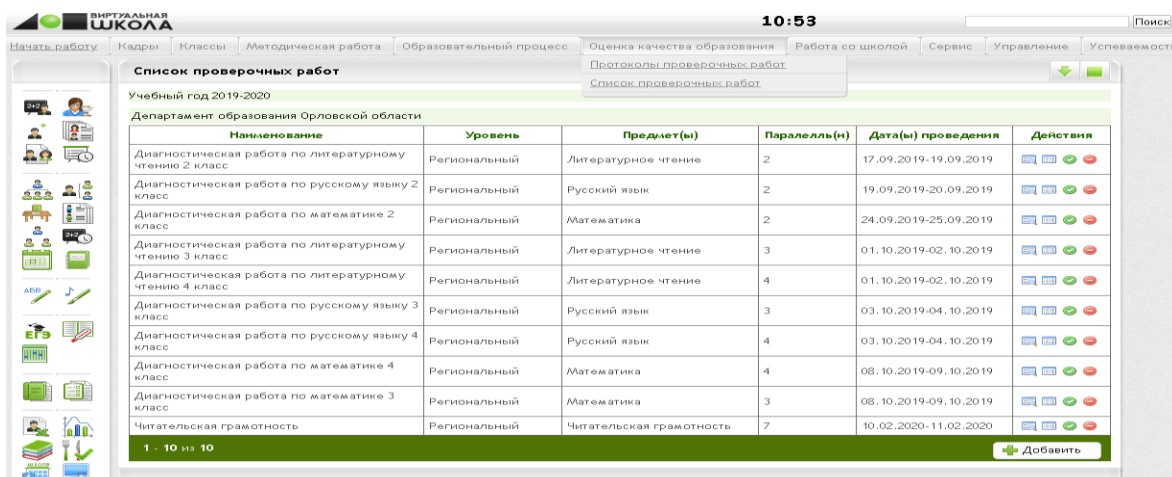 ВИРТУАЛЬНАЯ
ШКОЛА
10:53
Поиск
Начать работу Кадры Классы Методическая работа Образовательный процесс Оценка качества образования Работа со школой Сервис Управление Успеваемост
Протоколы проверочных работ
Список проверочных работ
Список проверочных работ
Учебный год 2019-2020
Департамент образования Орловской области
Наименование Уровень Предмет(ы) Параллель(и) Дата(ы) проведения Действия
Диагностическая работа по литературному
чтению 2 класс Региональный Литературное чтение 2 17.09.2019-19.09.2019
Диагностическая работа по русскому языку 2
класс Региональный Русский язык 2 19.09.2019-20.09.2019
Диагностическая работа по математике 2
класс Региональный Математика 2 24.09.2019-25.09.2019
Диагностическая работа по литературному
чтению 3 класс Региональный Литературное чтение 3 01.10.2019-02.10.2019
Диагностическая работа по литературному
чтению 4 класс Региональный Литературное чтение 4 01.10.2019-02.10.2019
Диагностическая работа по русскому языку 3
класс Региональный Русский язык 3 03.10.2019-04.10.2019
Диагностическая работа по русскому языку 4
класс Региональный Русский язык 4 03.10.2019-04.10.2019
Диагностическая работа по математике 4
класс Региональный Математика 4 08.10.2019-09.10.2019
Диагностическая работа по математике 3
класс Региональный Математика 3 08.10.2019-09.10.2019
Читательская грамотность Региональный Читательская грамотность 7 10.02.2020-11.02.2020
1 - 10 из 10
Добавить
2+2
2+2
АБВ
ЕГЭ
ШКОЛА